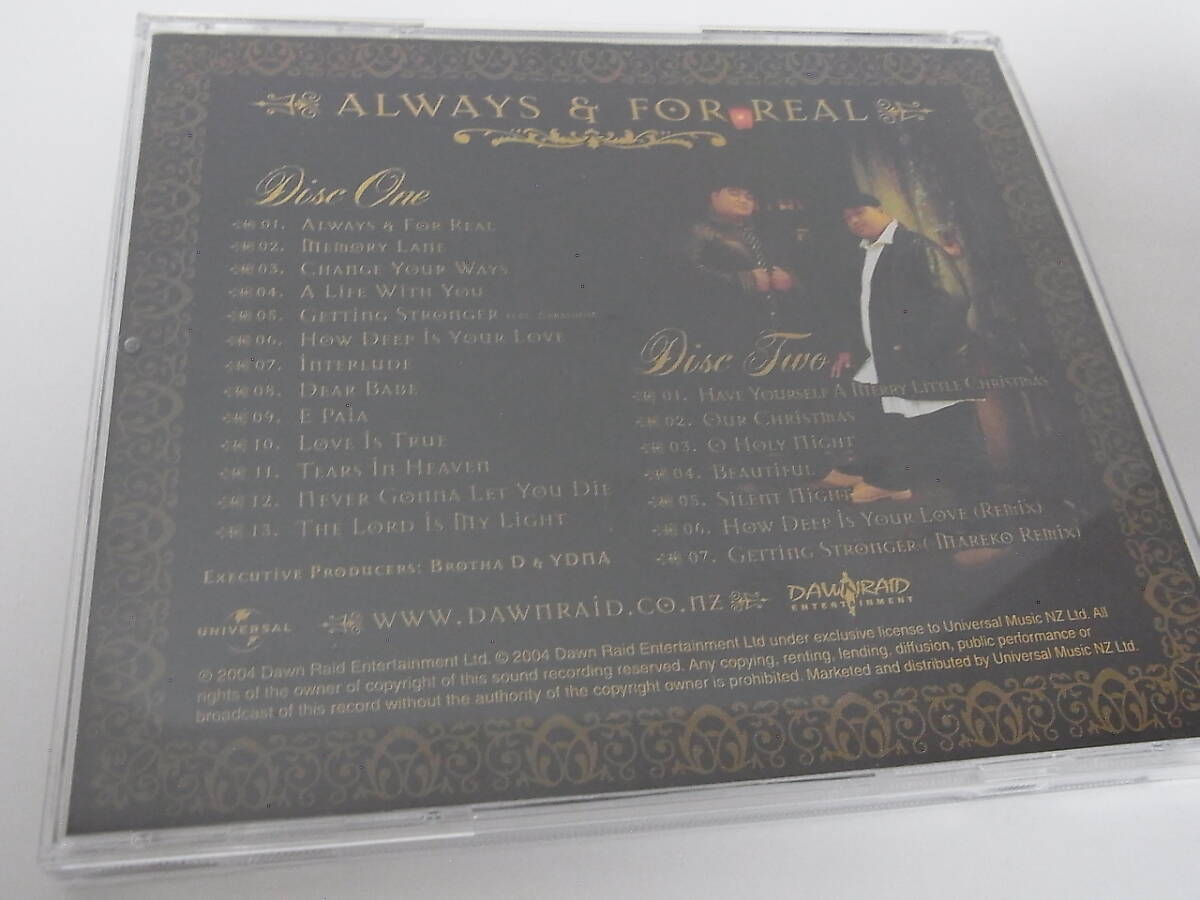 ALWAYS & FOR REAL
Disc One
01. ALWAYS & FOR REAL
02. MEMORY LANE
03. CHANGE YOUR WAYS
04. A LIFE WITH YOU
05. GETTING STRONGER
06. HOW DEEP IS YOUR LOVE
07. INTERLUDE
08. DEAR BABE
09. E PAIA
10. LOVE IS TRUE
11. TEARS IN HEAVEN
12. NEVER GONNA LET YOU DIE
13. THE LORD IS MY LIGHT
Disc Two
01. HAVE YOURSELF A MERRY LITTLE CHRISTMAS
02. OUR CHRISTMAS
03. O HOLY NIGHT
04. BEAUTIFUL
05. SILENT NIGHT
06. HOW DEEP IS YOUR LOVE (REMIX)
07. GETTING STRONGER ( MAREKO REMIX)
EXECUTIVE PRODUCERS: BROTHA D & YDNA
UNIVERSAL
WWW.DAWNRAID.CO.NZ
DAWNRAID
ENTERTAINMENT
℗ 2004 Dawn Raid Entertainment Ltd. © 2004 Dawn Raid Entertainment Ltd under exclusive license to Universal Music NZ Ltd. All
rights of the owner of copyright of this sound recording reserved. Any copying, renting, lending, diffusion, public performance or
broadcast of this record without the authority of the copyright owner is prohibited. Marketed and distributed by Universal Music NZ Ltd.